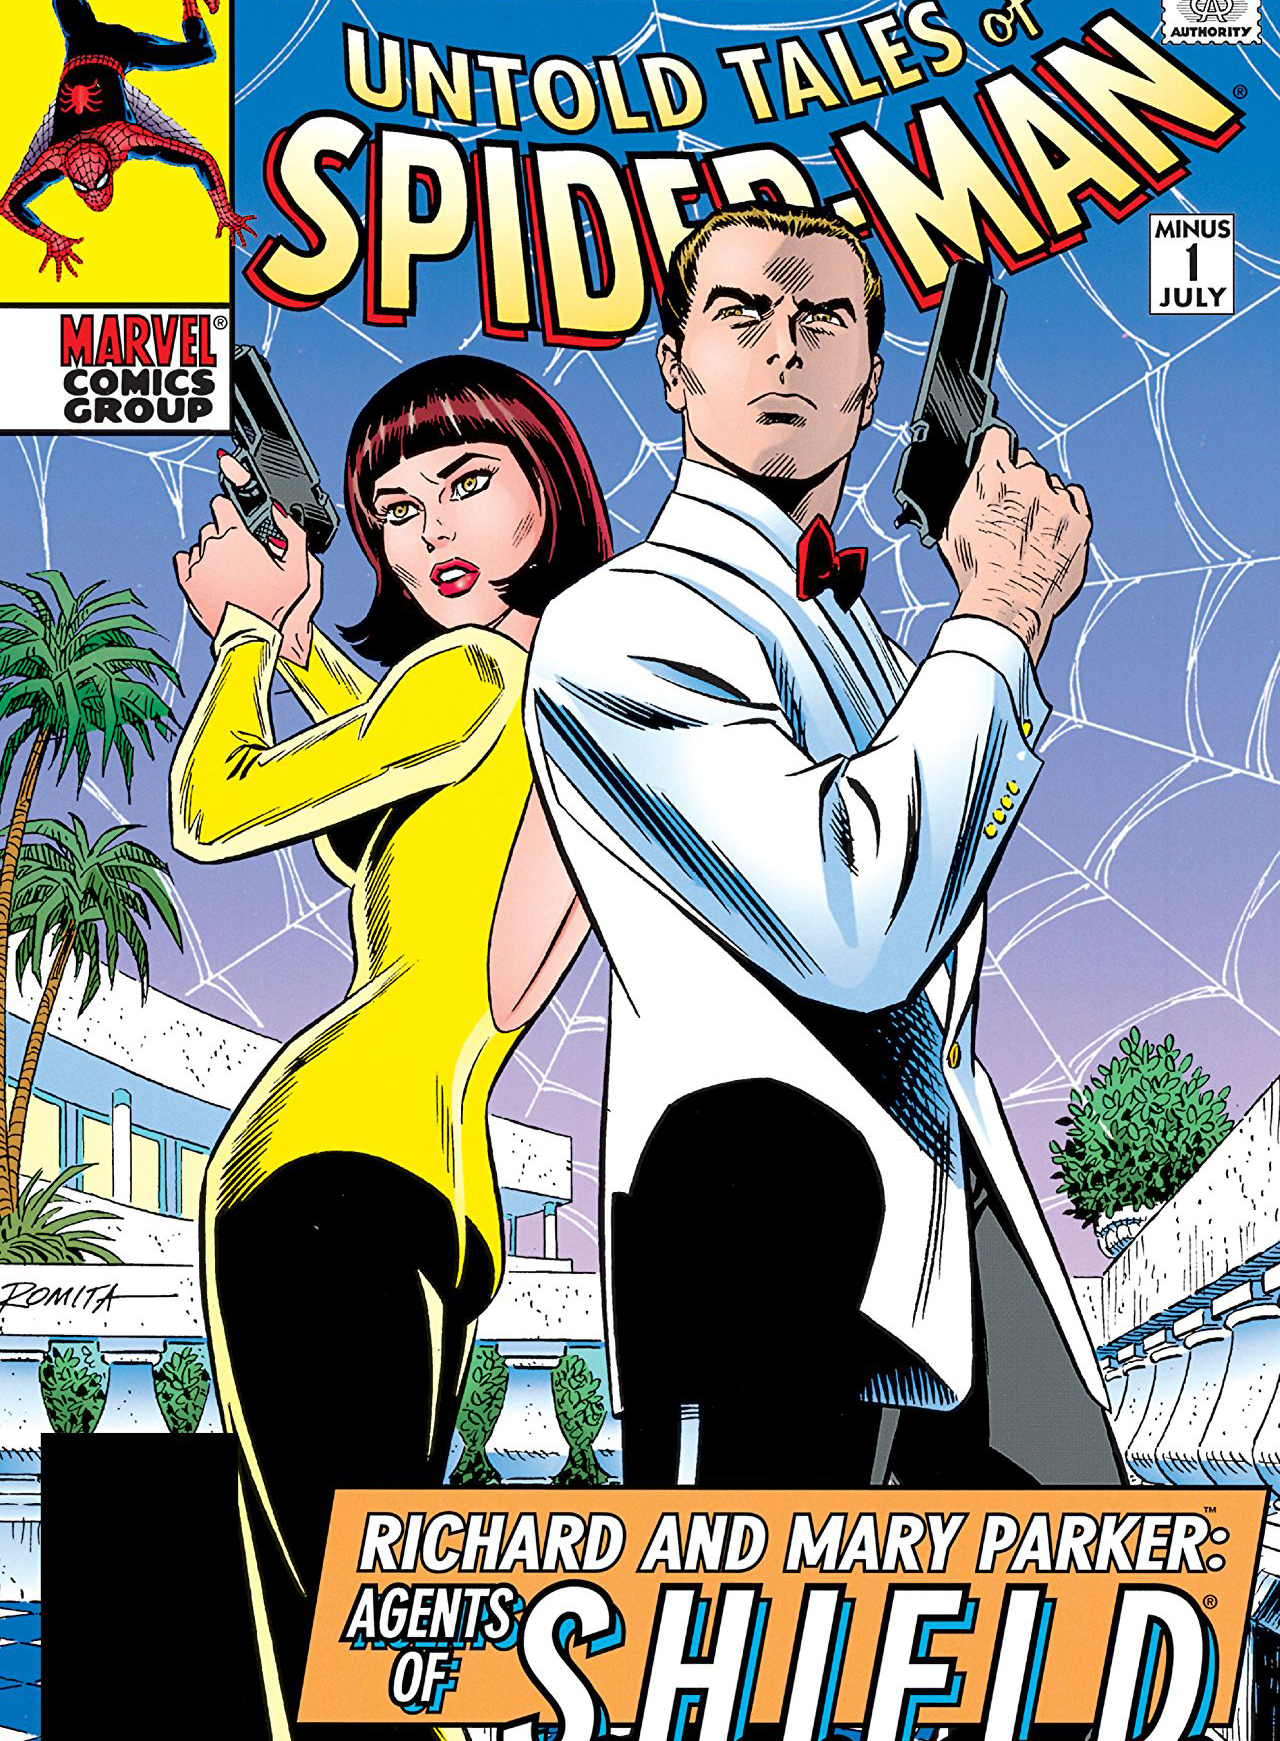 AUTHORITY
UNTOLD TALES of
SPIDER-MAN®
MINUS
1
JULY
MARVEL®
COMICS
GROUP
ROMITA
RICHARD AND MARY PARKER:™
AGENTS
OF
SHIELD®